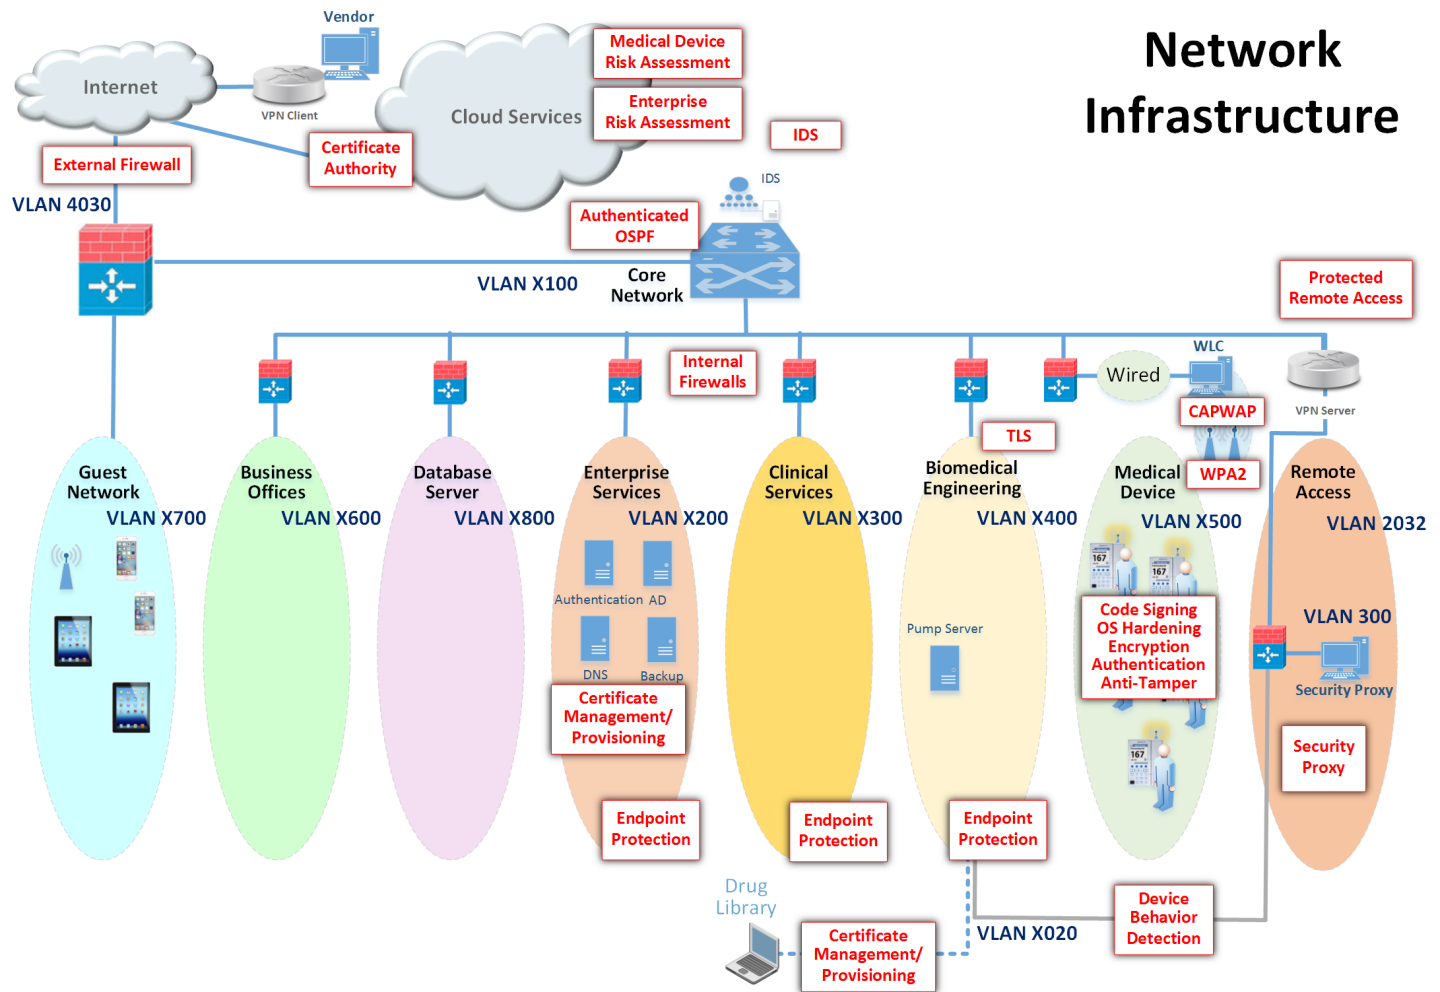 Network
Infrastructure
Vendor
Internet
VPN Client
Cloud Services
Medical Device
Risk Assessment
Enterprise
Risk Assessment
IDS
External Firewall
Certificate
Authority
VLAN 4030
IDS
Authenticated
OSPF
VLAN X100
Core
Network
Protected
Remote Access
Internal
Firewalls
Wired
WLC
CAPWAP
VPN Server
TLS
WPA2
Guest
Network
VLAN X700
Business
Offices
VLAN X600
Database
Server
VLAN X800
Enterprise
Services
VLAN X200
Clinical
Services
VLAN X300
Biomedical
Engineering
VLAN X400
Medical
Device
VLAN X500
Remote
Access
VLAN 2032
Authentication
AD
DNS
Backup
Certificate
Management/
Provisioning
Pump Server
167
167
Code Signing
OS Hardening
Encryption
Authentication
Anti-Tamper
167
VLAN 300
Security Proxy
Security
Proxy
Endpoint
Protection
Endpoint
Protection
Endpoint
Protection
Drug
Library
Certificate
Management/
Provisioning
VLAN X020
Device
Behavior
Detection